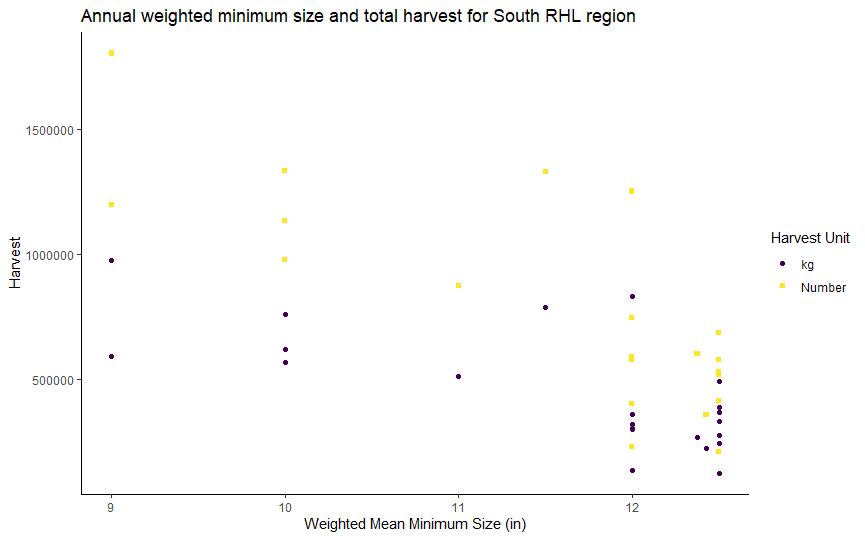 Annual weighted minimum size and total harvest for South RHL region
Harvest
1500000
1000000
500000
9
10
11
12
Weighted Mean Minimum Size (in)
Harvest Unit
kg
Number